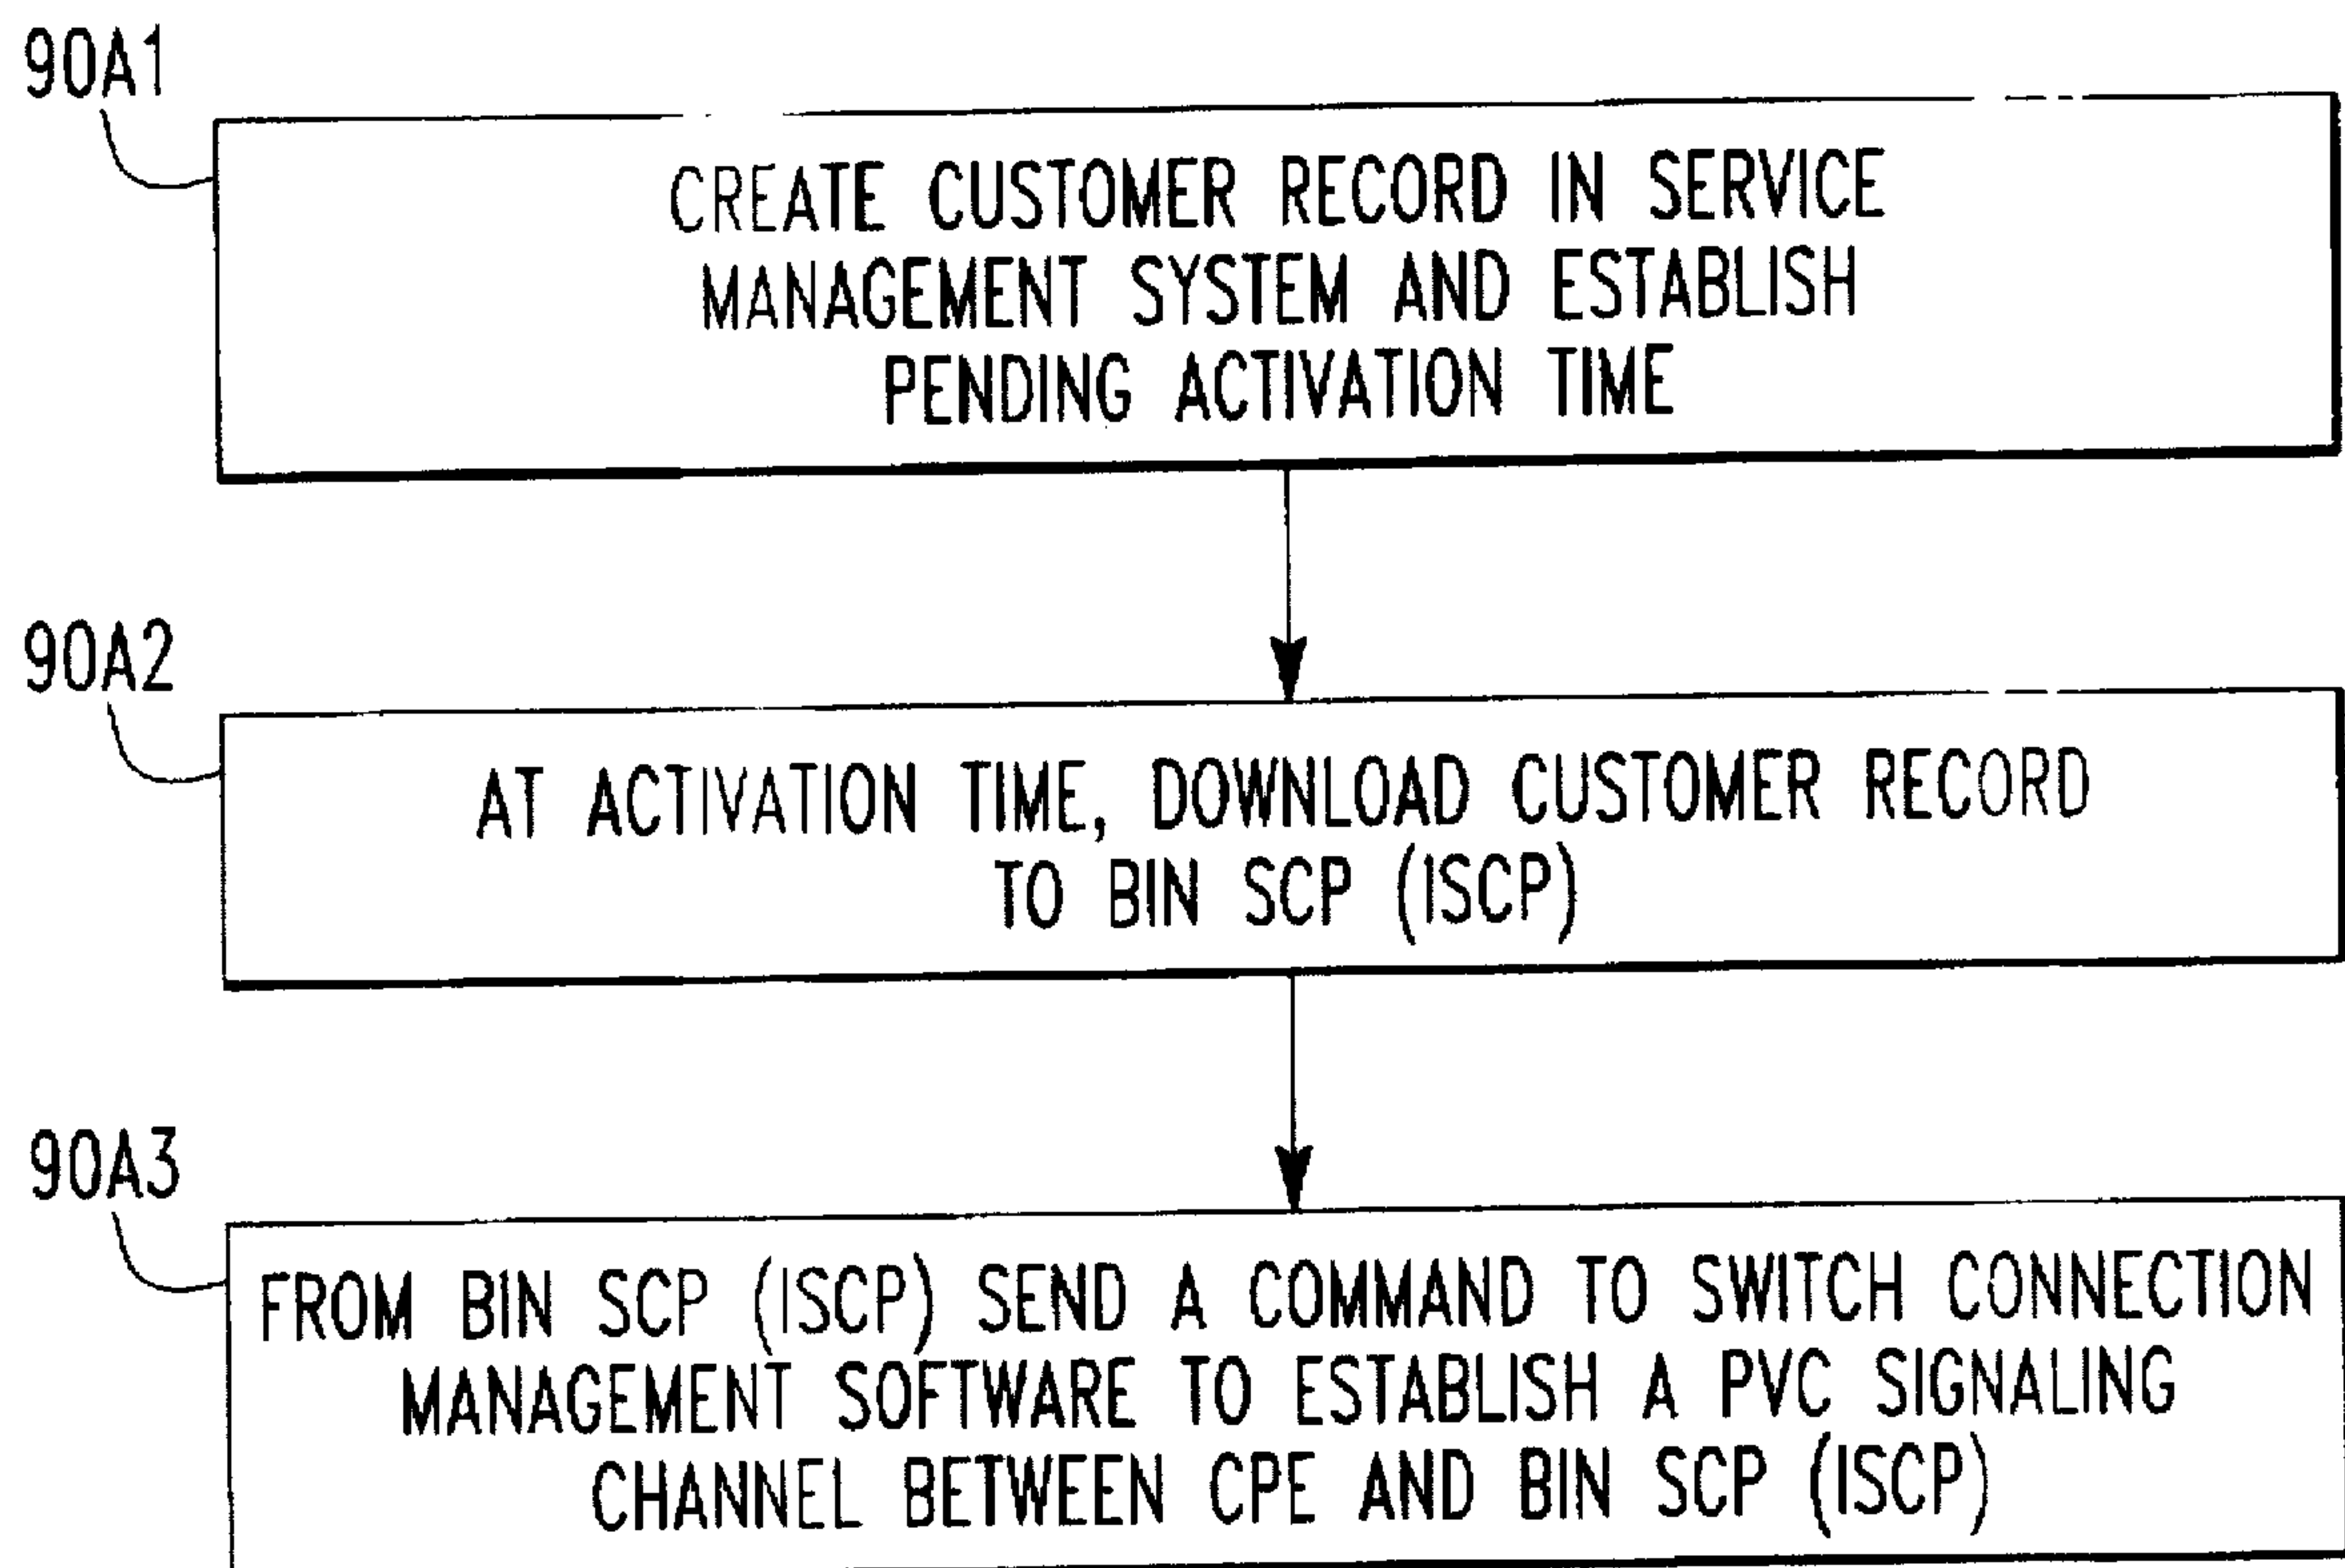 90A1
CREATE CUSTOMER RECORD IN SERVICE
MANAGEMENT SYSTEM AND ESTABLISH
PENDING ACTIVATION TIME
90A2
AT ACTIVATION TIME, DOWNLOAD CUSTOMER RECORD
TO BIN SCP (ISCP)
90A3
FROM BIN SCP (ISCP) SEND A COMMAND TO SWITCH CONNECTION
MANAGEMENT SOFTWARE TO ESTABLISH A PVC SIGNALING
CHANNEL BETWEEN CPE AND BIN SCP (ISCP)